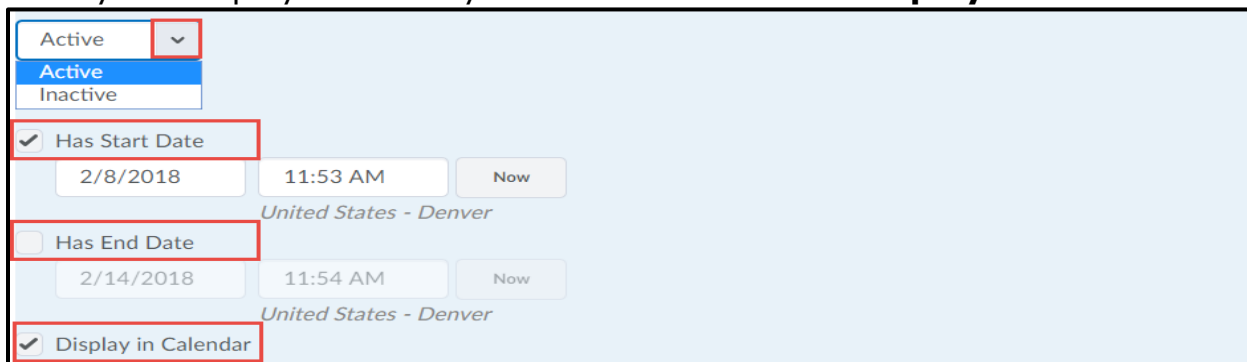 Active
Active
Inactive
Has Start Date
2/8/2018 11:53 AM Now
United States - Denver
Has End Date
2/14/2018 11:54 AM Now
United States - Denver
Display in Calendar